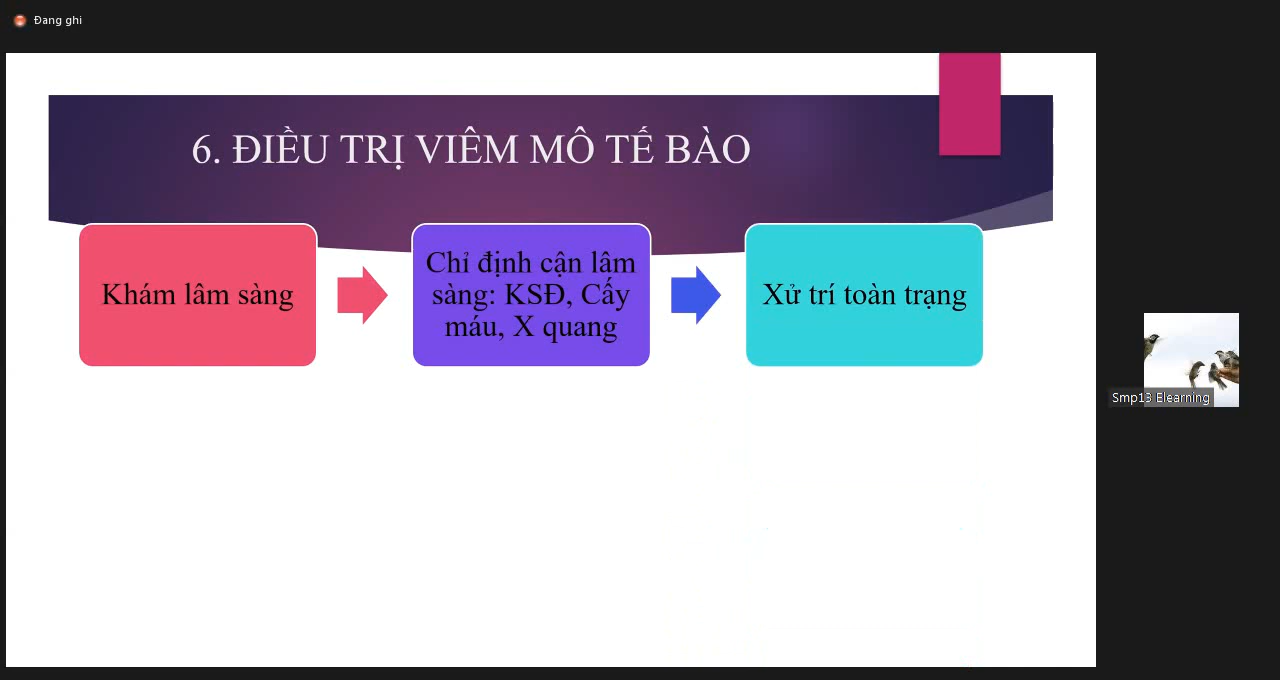 Đang ghi
6. ĐIỀU TRỊ VIÊM MÔ TẾ BÀO
Khám lâm sàng
Chỉ định cận lâm
sàng: KSĐ, Cấy
máu, X quang
Xử trí toàn trạng
Smp13 Elearning